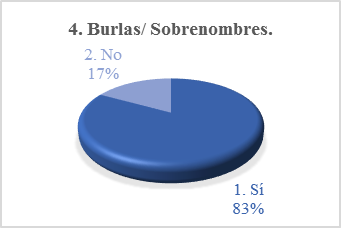 4. Burlas/ Sobrenombres.
2. No
17%
1. Sí
83%